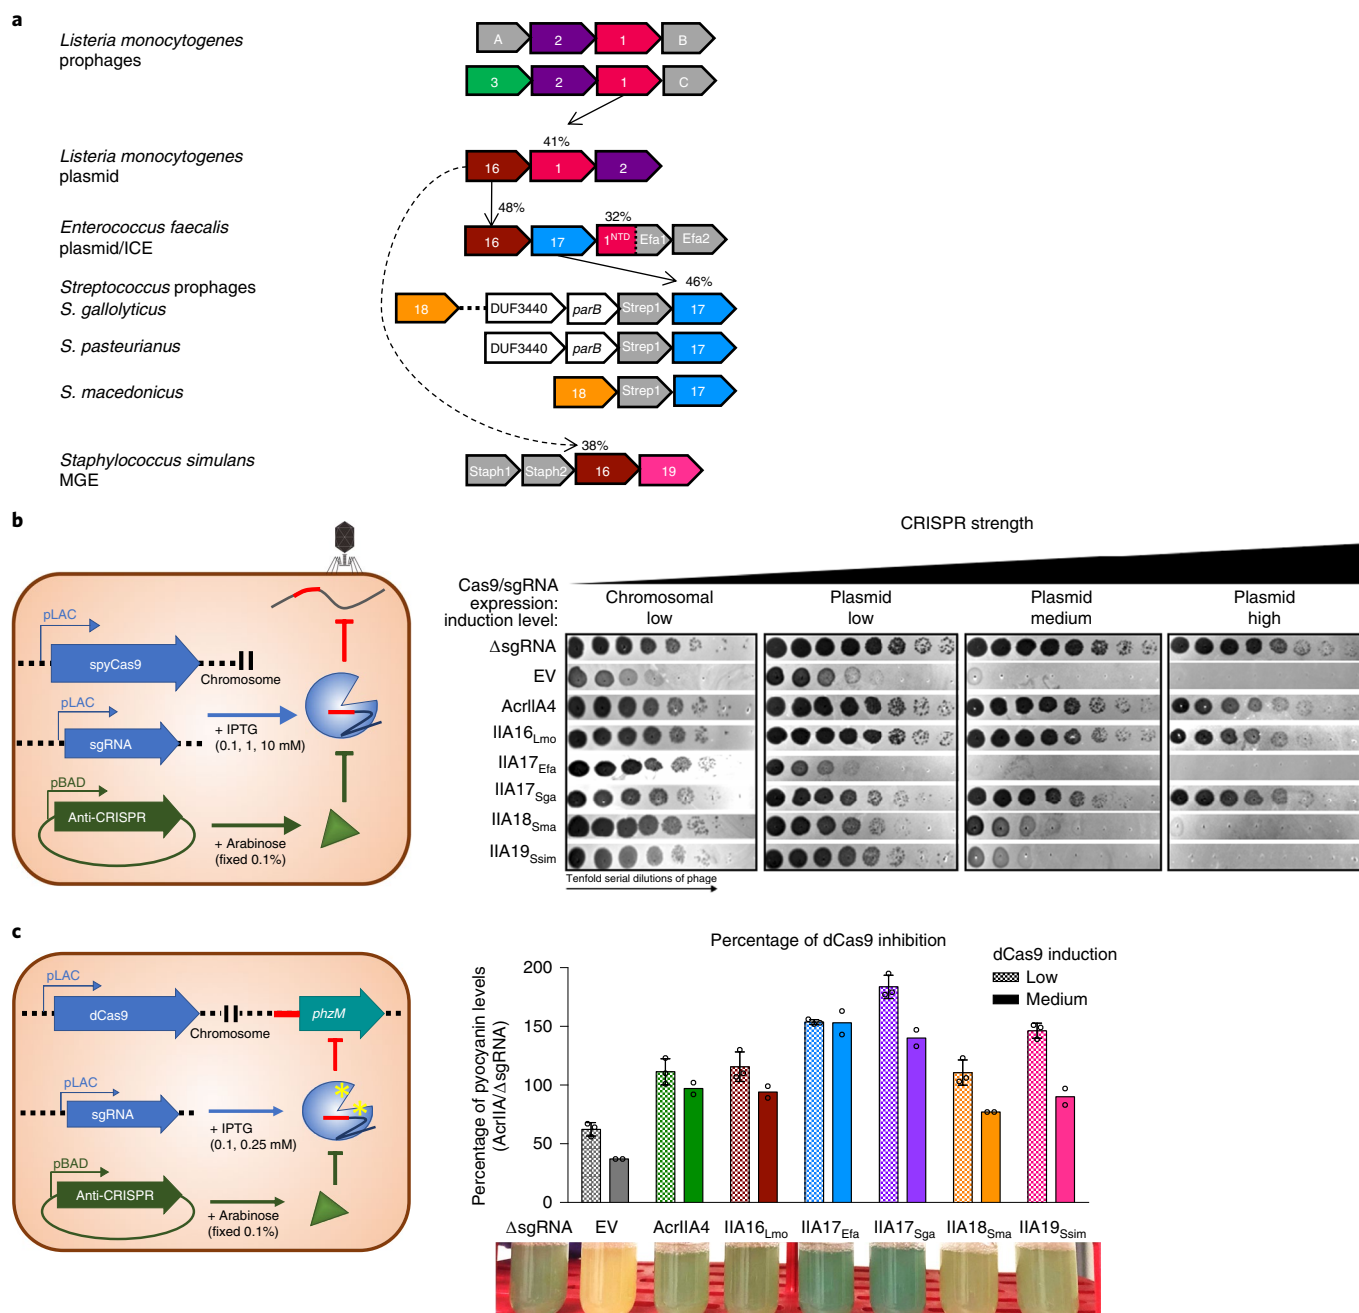 a
Listeria monocytogenes
prophages
A 2 1 B
3 2 1 C
Listeria monocytogenes
plasmid
41%
16 1 2
48%
Enterococcus faecalis
plasmid/ICE
32%
16 17 1NTD Efa1 Efa2
46%
Streptococcus prophages
S. gallolyticus
18 DUF3440 parB Strep1 17
S. pasteurianus
DUF3440 parB Strep1 17
S. macedonicus
18 Strep1 17
38%
Staphylococcus simulans
MGE
Staph1 Staph2 16 19
b
pLAC
spyCas9
Chromosome
pLAC
sgRNA
+ IPTG
(0.1, 1, 10 mM)
pBAD
Anti-CRISPR
+ Arabinose
(fixed 0.1%)
CRISPR strength
Cas9/sgRNA
expression:
induction level:
Chromosomal
low
Plasmid
low
Plasmid
medium
Plasmid
high
ΔsgRNA
EV
AcrIIA4
IIA16Lmo
IIA17Efa
IIA17Sga
IIA18Sma
IIA19Ssim
Tenfold serial dilutions of phage
c
pLAC
dCas9
Chromosome
phzM
pLAC
sgRNA
+ IPTG
(0.1, 0.25 mM)
pBAD
Anti-CRISPR
+ Arabinose
(fixed 0.1%)
Percentage of dCas9 inhibition
dCas9 induction
Low
Medium
Percentage of pyocyanin levels
(AcrIIA/ΔsgRNA)
200
150
100
50
0
ΔsgRNA EV AcrIIA4 IIA16Lmo IIA17Efa IIA17Sga IIA18Sma IIA19Ssim